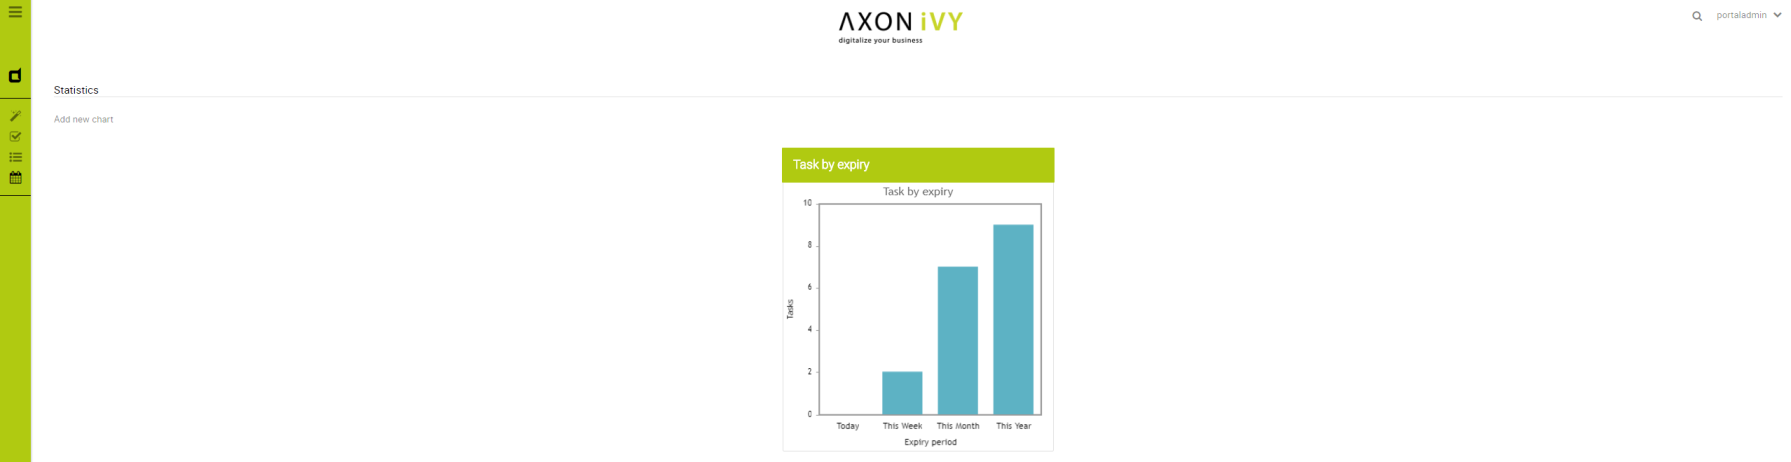 AXON iVY
digitalize your business
portaladmin
Statistics
Add new chart
Task by expiry
Task by expiry
10
8
6
4
2
0
Tasks
Today This Week This Month This Year
Expiry period